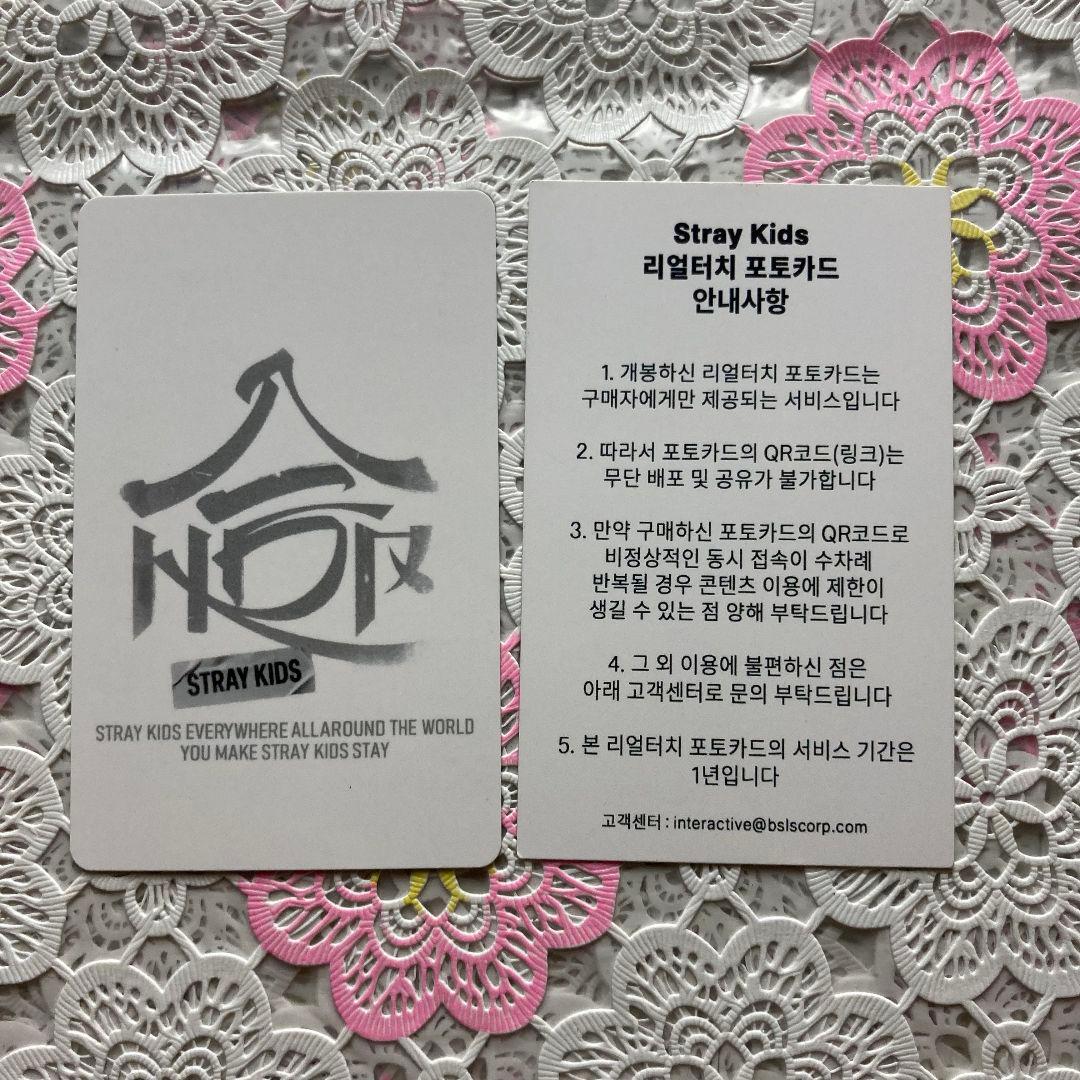 STRAY KIDS
STRAY KIDS EVERYWHERE ALL AROUND THE WORLD
YOU MAKE STRAY KIDS STAY
Stray Kids
리얼터치 포토카드
안내사항
1. 개봉하신 리얼터치 포토카드는
구매자에게만 제공되는 서비스입니다
2. 따라서 포토카드의 QR코드(링크)는
무단 배포 및 공유가 불가합니다
3. 만약 구매하신 포토카드의 QR코드로
비정상적인 동시 접속이 수차례
반복될 경우 콘텐츠 이용에 제한이
생길 수 있는 점 양해 부탁드립니다
4. 그 외 이용에 불편하신 점은
아래 고객센터로 문의 부탁드립니다
5. 본 리얼터치 포토카드의 서비스 기간은
1년입니다
고객센터 : interactive@bslscorp.com